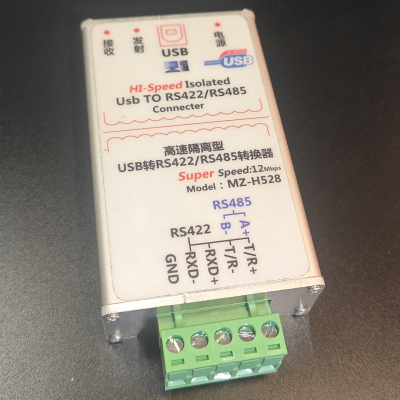 接收 发射 USB 电源
USB
HI-Speed Isolated
Usb TO RS422/RS485
Connecter
高速隔离型
USB转RS422/RS485转换器
Super Speed:12Mbps
Model：MZ-H528
RS485
B- A+
RS422
GND RXD- RXD+ T/R- T/R+